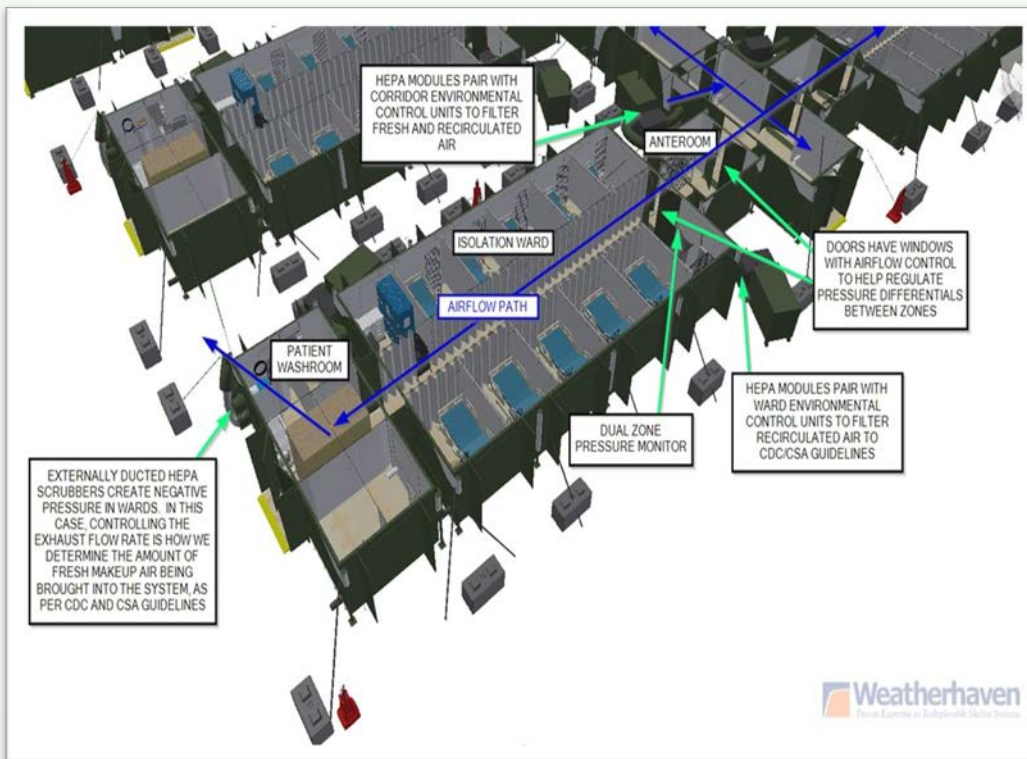 HEPA MODULES PAIR WITH
CORRIDOR ENVIRONMENTAL
CONTROL UNITS TO FILTER
FRESH AND RECIRCULATED
AIR
ANTEROOM
ISOLATION WARD
DOORS HAVE WINDOWS
WITH AIRFLOW CONTROL
TO HELP REGULATE
PRESSURE DIFFERENTIALS
BETWEEN ZONES
AIRFLOW PATH
PATIENT
WASHROOM
HEPA MODULES PAIR WITH
WARD ENVIRONMENTAL
CONTROL UNITS TO FILTER
RECIRCULATED AIR TO
CDC/CSA GUIDELINES
DUAL ZONE
PRESSURE MONITOR
EXTERNALLY DUCTED HEPA
SCRUBBERS CREATE NEGATIVE
PRESSURE IN WARDS. IN THIS
CASE, CONTROLLING THE
EXHAUST FLOW RATE IS HOW WE
DETERMINE THE AMOUNT OF
FRESH MAKEUP AIR BEING
BROUGHT INTO THE SYSTEM, AS
PER CDC AND CSA GUIDELINES
Weatherhaven